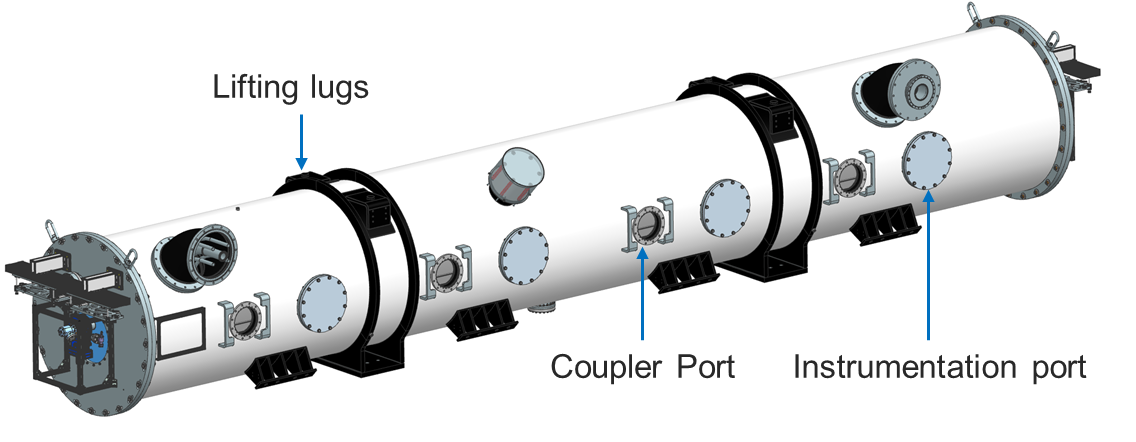 Lifting lugs
Coupler Port
Instrumentation port